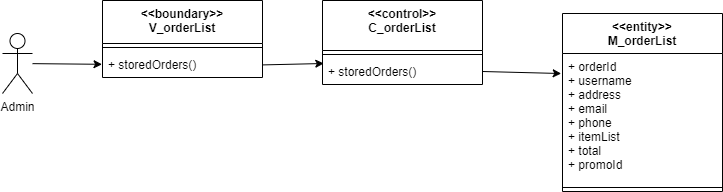 Admin
<<boundary>>
V_orderList
+ storedOrders()
<<control>>
C_orderList
+ storedOrders()
<<entity>>
M_orderList
+ orderId
+ username
+ address
+ email
+ phone
+ itemList
+ total
+ promoId